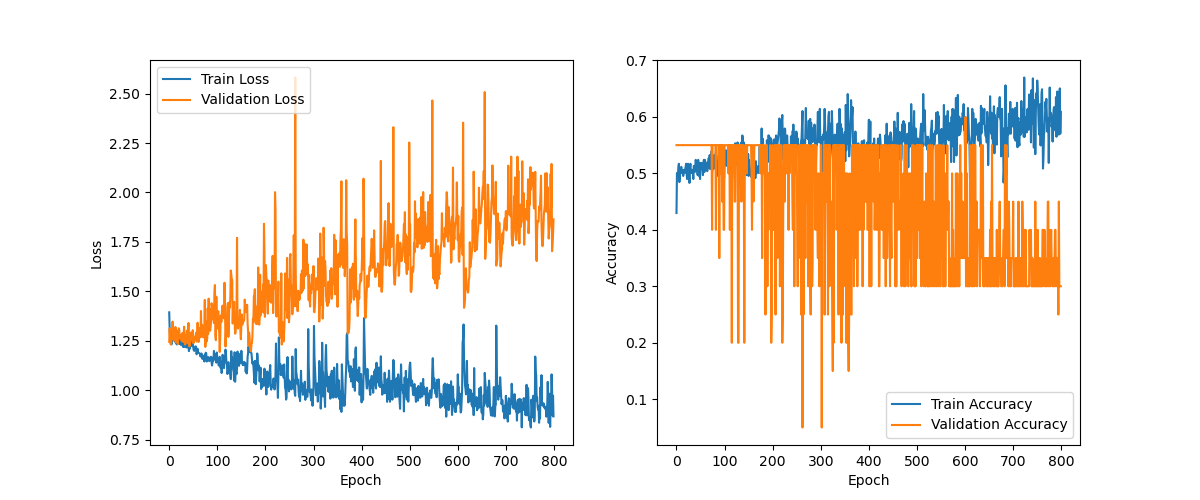 Train Loss
Validation Loss
2.50
2.25
2.00
1.75
1.50
1.25
1.00
0.75
Loss
0 100 200 300 400 500 600 700 800
Epoch
0.7
0.6
0.5
0.4
0.3
0.2
0.1
Accuracy
Train Accuracy
Validation Accuracy
0 100 200 300 400 500 600 700 800
Epoch